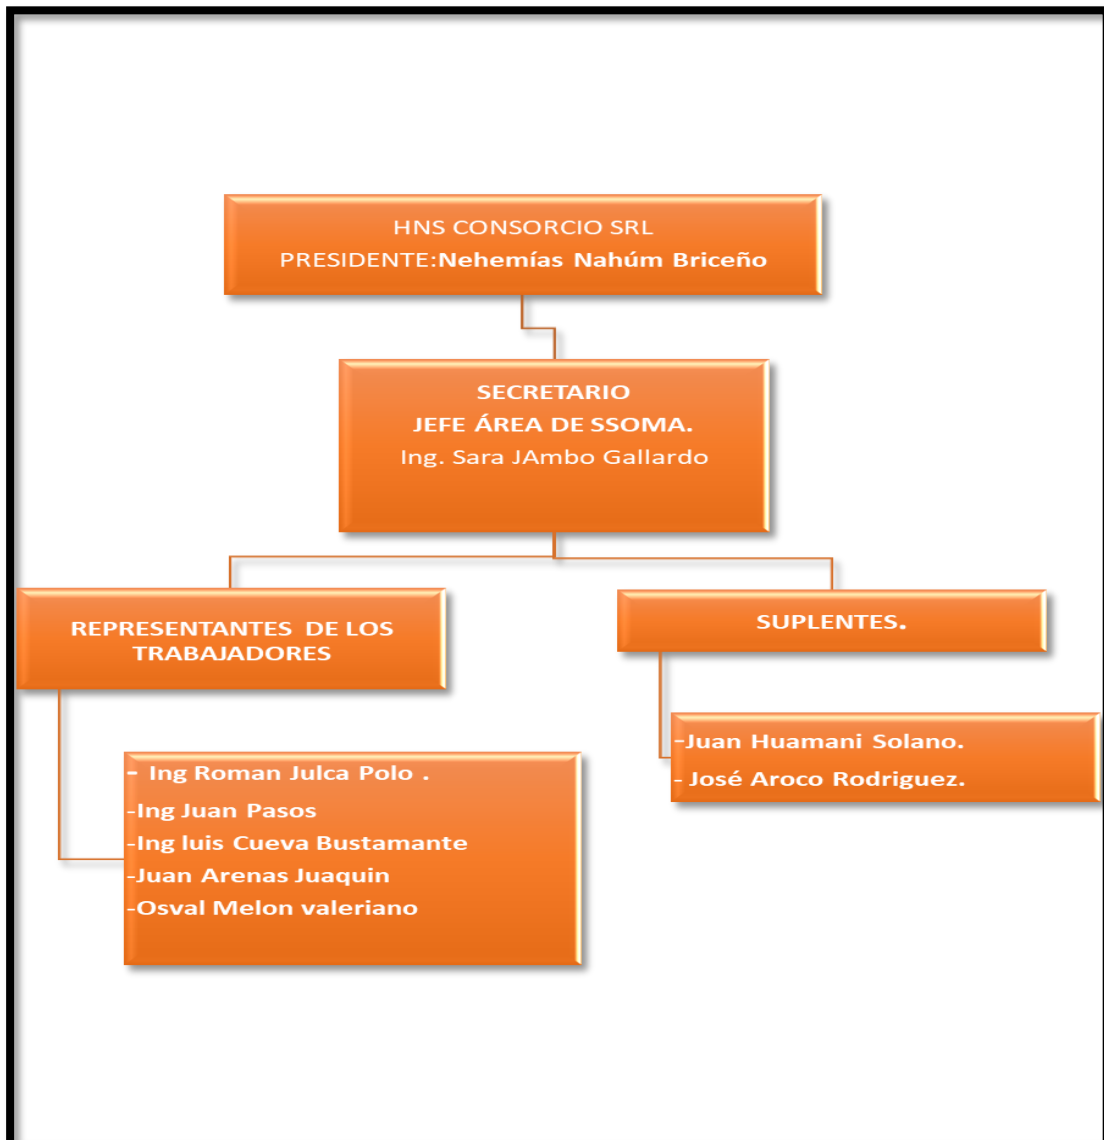 HNS CONSORCIO SRL
PRESIDENTE:Nehemías Nahúm Briceño
SECRETARIO
JEFE ÁREA DE SSOMA.
Ing. Sara JAmbo Gallardo
REPRESENTANTES DE LOS
TRABAJADORES
- Ing Roman Julca Polo .
-Ing Juan Pasos
-Ing luis Cueva Bustamante
-Juan Arenas Juaquin
-Osval Melon valeriano
SUPLENTES.
-Juan Huamani Solano.
- José Aroco Rodriguez.